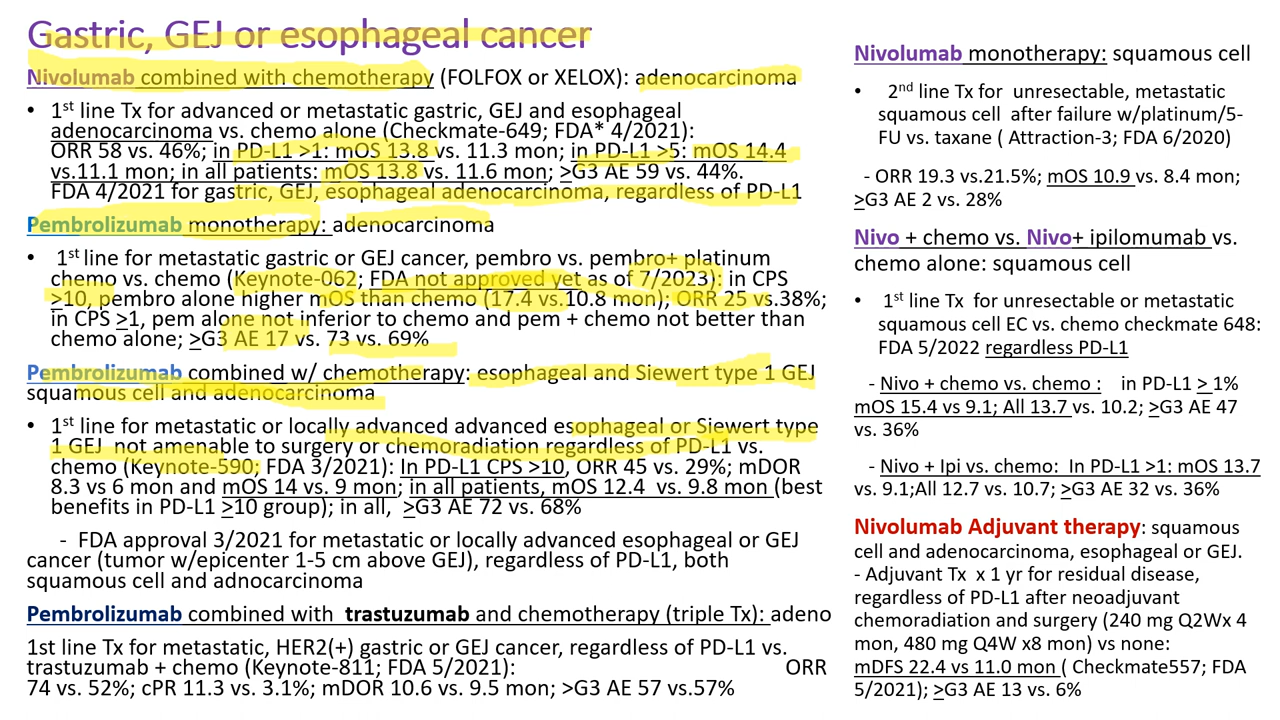 Gastric, GEJ or esophageal cancer
Nivolumab combined with chemotherapy (FOLFOX or XELOX): adenocarcinoma
• 1st line Tx for advanced or metastatic gastric, GEJ and esophageal
adenocarcinoma vs. chemo alone (Checkmate-649; FDA* 4/2021):
ORR 58 vs. 46%; in PD-L1 >1: mOS 13.8 vs. 11.3 mon; in PD-L1 >5: mOS 14.4
vs.11.1 mon; in all patients: mOS 13.8 vs. 11.6 mon; >G3 AE 59 vs. 44%.
FDA 4/2021 for gastric, GEJ, esophageal adenocarcinoma, regardless of PD-L1
Pembrolizumab monotherapy: adenocarcinoma
• 1st line for metastatic gastric or GEJ cancer, pembro vs. pembro+ platinum
chemo vs. chemo (Keynote-062; FDA not approved yet as of 7/2023): in CPS
>10, pembro alone higher mOS than chemo (17.4 vs.10.8 mon); ORR 25 vs.38%;
in CPS >1, pem alone not inferior to chemo and pem + chemo not better than
chemo alone; >G3 AE 17 vs. 73 vs. 69%
Pembrolizumab combined w/ chemotherapy: esophageal and Siewert type 1 GEJ
squamous cell and adenocarcinoma
• 1st line for metastatic or locally advanced advanced esophageal or Siewert type
1 GEJ not amenable to surgery or chemoradiation regardless of PD-L1 vs.
chemo (Keynote-590; FDA 3/2021): In PD-L1 CPS >10, ORR 45 vs. 29%; mDOR
8.3 vs 6 mon and mOS 14 vs. 9 mon; in all patients, mOS 12.4 vs. 9.8 mon (best
benefits in PD-L1 >10 group); in all, >G3 AE 72 vs. 68%
- FDA approval 3/2021 for metastatic or locally advanced esophageal or GEJ
cancer (tumor w/epicenter 1-5 cm above GEJ), regardless of PD-L1, both
squamous cell and adnocarcinoma
Pembrolizumab combined with trastuzumab and chemotherapy (triple Tx): adeno
1st line Tx for metastatic, HER2(+) gastric or GEJ cancer, regardless of PD-L1 vs.
trastuzumab + chemo (Keynote-811; FDA 5/2021): ORR
74 vs. 52%; cPR 11.3 vs. 3.1%; mDOR 10.6 vs. 9.5 mon; >G3 AE 57 vs.57%
Nivolumab monotherapy: squamous cell
• 2nd line Tx for unresectable, metastatic
squamous cell after failure w/platinum/5-
FU vs. taxane ( Attraction-3; FDA 6/2020)
- ORR 19.3 vs.21.5%; mOS 10.9 vs. 8.4 mon;
>G3 AE 2 vs. 28%
Nivo + chemo vs. Nivo+ ipilomumab vs.
chemo alone: squamous cell
• 1st line Tx for unresectable or metastatic
squamous cell EC vs. chemo checkmate 648:
FDA 5/2022 regardless PD-L1
- Nivo + chemo vs. chemo : in PD-L1 > 1%
mOS 15.4 vs 9.1; All 13.7 vs. 10.2; >G3 AE 47
vs. 36%
- Nivo + Ipi vs. chemo: In PD-L1 >1: mOS 13.7
vs. 9.1;All 12.7 vs. 10.7; >G3 AE 32 vs. 36%
Nivolumab Adjuvant therapy: squamous
cell and adenocarcinoma, esophageal or GEJ.
- Adjuvant Tx x 1 yr for residual disease,
regardless of PD-L1 after neoadjuvant
chemoradiation and surgery (240 mg Q2Wx 4
mon, 480 mg Q4W x8 mon) vs none:
mDFS 22.4 vs 11.0 mon ( Checkmate557; FDA
5/2021); >G3 AE 13 vs. 6%